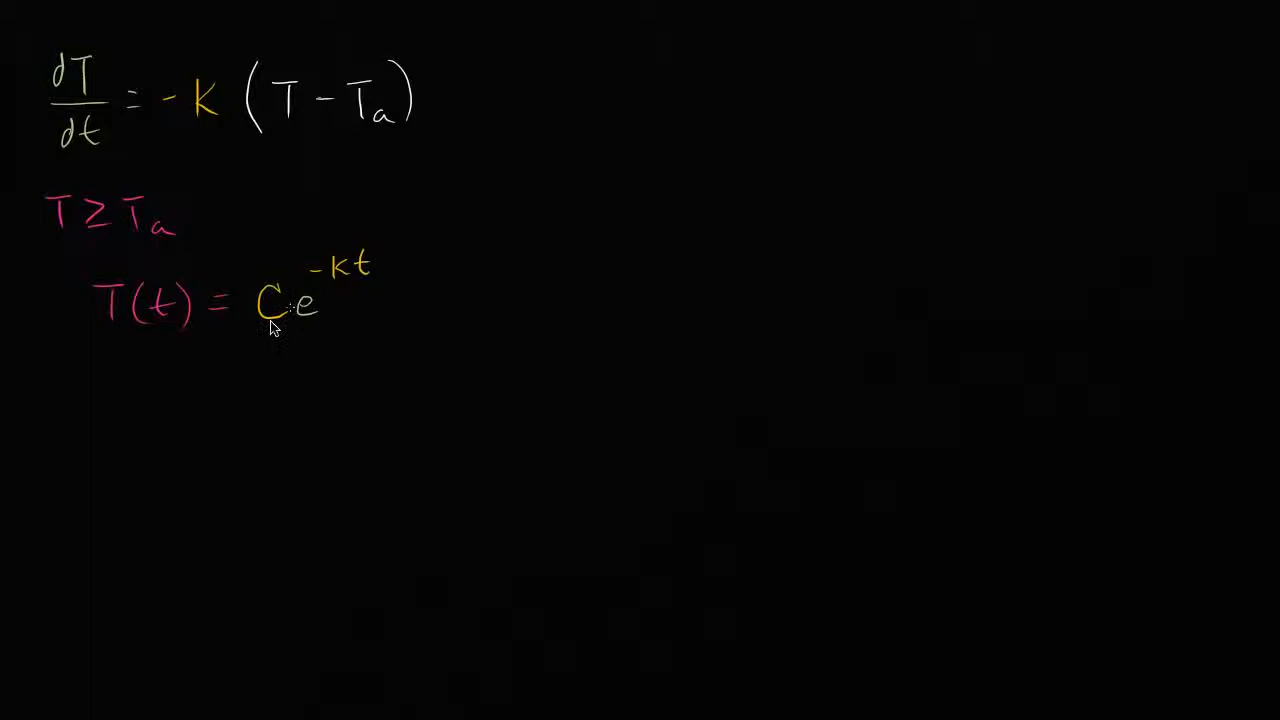 dT/dt = -k (T - Tₐ)
T ≥ Tₐ
T(t) = Ce^(-kt)